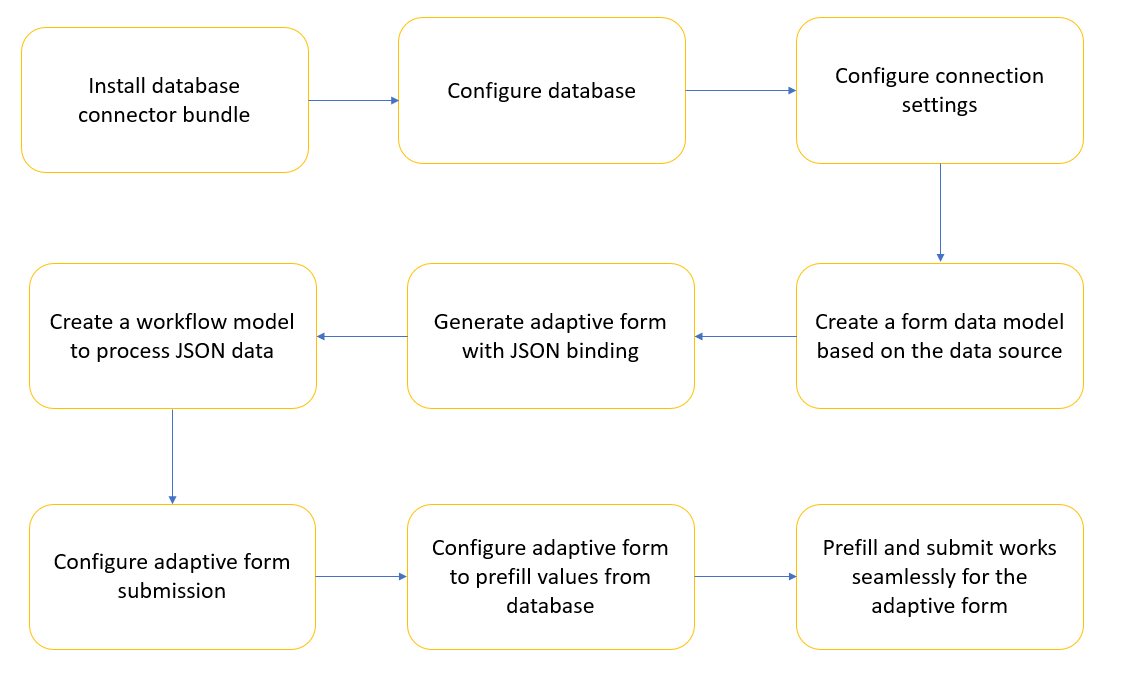 Install database
connector bundle
Configure database
Configure connection
settings
Create a form data model
based on the data source
Generate adaptive form
with JSON binding
Create a workflow model
to process JSON data
Configure adaptive form
submission
Configure adaptive form
to prefill values from
database
Prefill and submit works
seamlessly for the
adaptive form